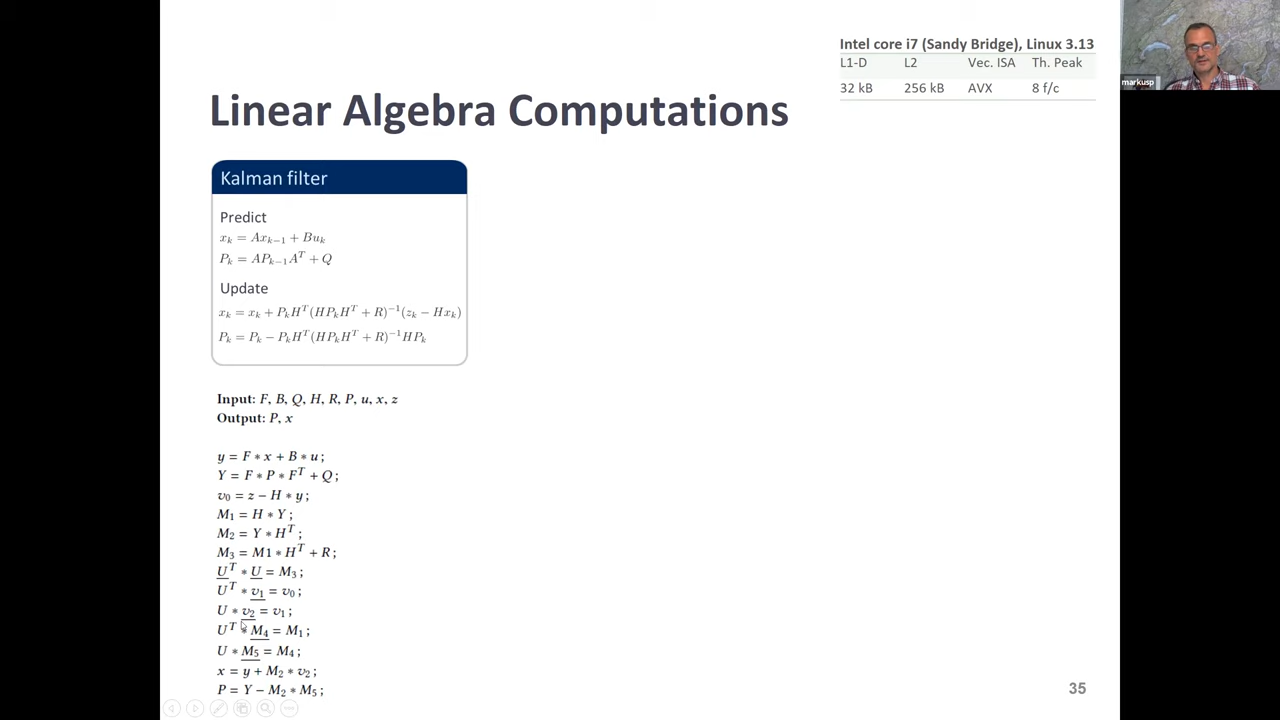 Intel core i7 (Sandy Bridge), Linux 3.13
L1-D L2 Vec. ISA Th. Peak
32 kB 256 kB AVX 8 f/c
markusp
Linear Algebra Computations
Kalman filter
Predict
x_k = Ax_{k−1} + Bu_k
P_k = AP_{k−1}A^T + Q
Update
x_k = x_k + P_kH^T(HP_kH^T + R)^{−1}(z_k − Hx_k)
P_k = P_k − P_kH^T(HP_kH^T + R)^{−1}HP_k
Input: F, B, Q, H, R, P, u, x, z
Output: P, x
y = F ∗ x + B ∗ u ;
Y = F ∗ P ∗ F^T + Q ;
v_0 = z − H ∗ y ;
M_1 = H ∗ Y ;
M_2 = Y ∗ H^T ;
M_3 = M1 ∗ H^T + R ;
U^T ∗ U = M_3 ;
U^T ∗ v_1 = v_0 ;
U ∗ v_2 = v_1 ;
U^T ∗ M_4 = M_1 ;
U ∗ M_5 = M_4 ;
x = y + M_2 ∗ v_2 ;
P = Y − M_2 ∗ M_5 ;
35